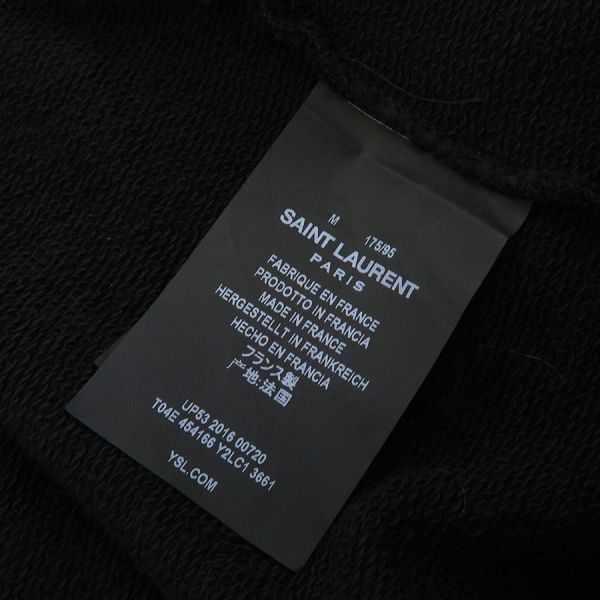 M 175/95
SAINT LAURENT
PARIS
FABRIQUE EN FRANCE
PRODOTTO IN FRANCIA
MADE IN FRANCE
HERGESTELLT IN FRANKREICH
HECHO EN FRANCIA
フランス製
产地:法国
UP53 2016 00720
T04E 454166 Y2LC1 3661
YSL.COM